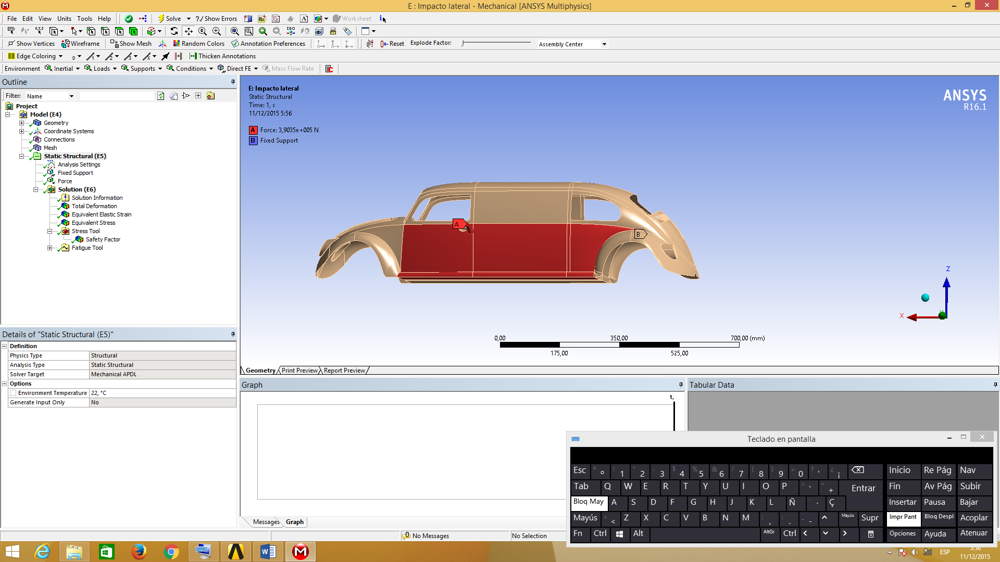 E : Impacto lateral - Mechanical [ANSYS Multiphysics]
File Edit View Units Tools Help Solve ?/ Show Errors Worksheet
Show Vertices Wireframe Show Mesh Random Colors Annotation Preferences Reset Explode Factor: Assembly Center
Edge Coloring Thicken Annotations
Environment Inertial Loads Supports Conditions Direct FE Mass Flow Rate
Outline
Filter: Name
Project
Model (E4)
Geometry
Coordinate Systems
Connections
Mesh
Static Structural (E5)
Analysis Settings
Fixed Support
Force
Solution (E6)
Solution Information
Total Deformation
Equivalent Elastic Strain
Equivalent Stress
Stress Tool
Safety Factor
Fatigue Tool
Details of "Static Structural (E5)"
Definition
Physics Type Structural
Analysis Type Static Structural
Solver Target Mechanical APDL
Options
Environment Temperature 22, °C
Generate Input Only No
E: Impacto lateral
Static Structural
Time: 1, s
11/12/2015 5:56
A Force: 3,9035e+005 N
B Fixed Support
ANSYS
R16.1
A
B
Z
X
0,00 350,00 700,00 (mm)
175,00 525,00
Geometry Print Preview Report Preview
Graph
1,
Tabular Data
Messages Graph
No Messages No Selection
Teclado en pantalla
Esc ª º ! 1 " 2 · 3 $ 4 % 5 & 6 / 7 ( 8 ) 9 = 0 ? ' ¿ ¡ Inicio Re Pág Nav
Tab Q W E R T Y U I O P ^ ` * + Entrar Fin Av Pág Subir
Bloq May A S D F G H J K L Ñ ¨ ´ Ç Insertar Pausa Bajar
Mayús > < Z X C V B N M ; , : . _ - Mayús Supr Impr Pant Bloq Despl Acoplar
Fn Ctrl Alt AltGr Ctrl Opciones Ayuda Atenuar
ESP 5:56
11/12/2015